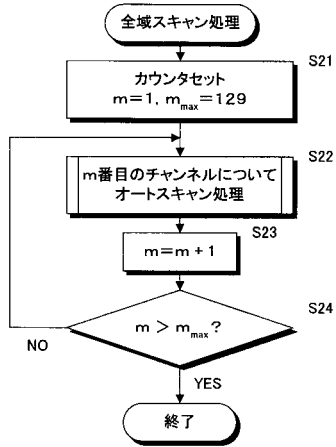 全域スキャン処理
S21
カウンタセット
m=1, mmax=129
S22
m番目のチャンネルについて
オートスキャン処理
S23
m=m+1
S24
m > mmax?
NO
YES
終了